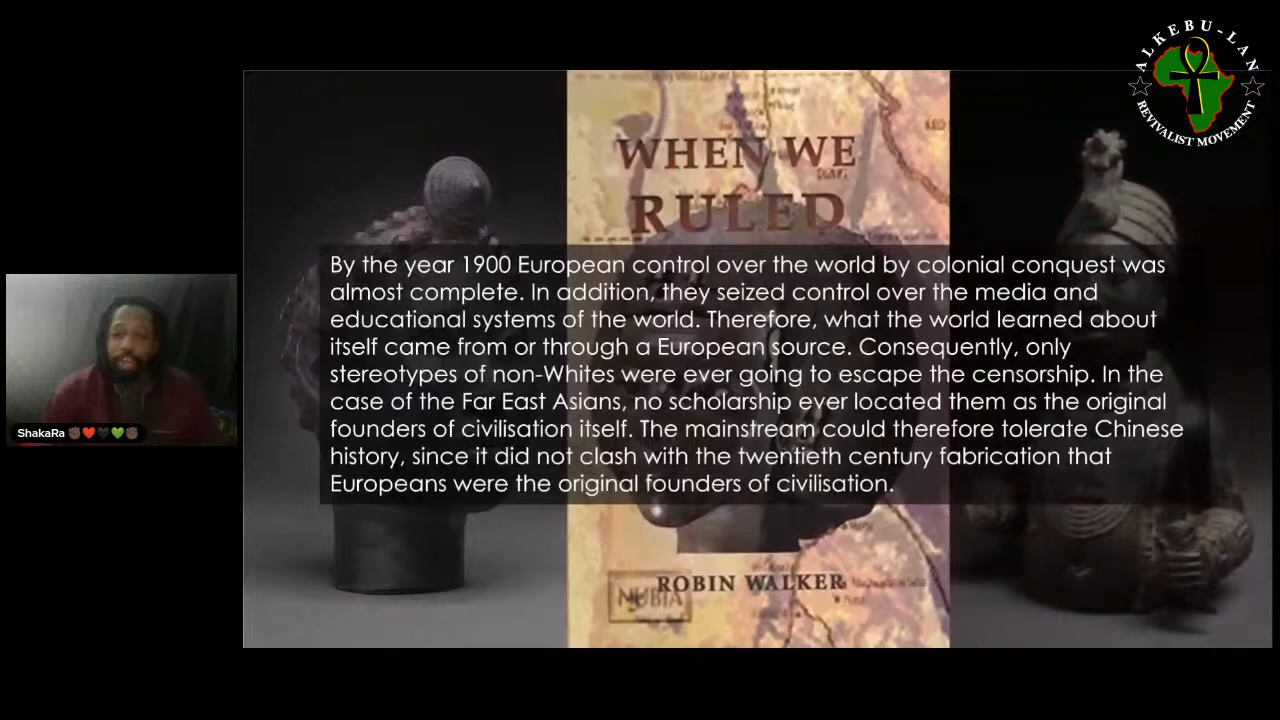 ALKEBU-LAN
REVIVALIST MOVEMENT
WHEN WE
RULED
By the year 1900 European control over the world by colonial conquest was
almost complete. In addition, they seized control over the media and
educational systems of the world. Therefore, what the world learned about
itself came from or through a European source. Consequently, only
stereotypes of non-Whites were ever going to escape the censorship. In the
case of the Far East Asians, no scholarship ever located them as the original
founders of civilisation itself. The mainstream could therefore tolerate Chinese
history, since it did not clash with the twentieth century fabrication that
Europeans were the original founders of civilisation.
ShakaRa ✊🏿❤️🖤💚✊🏿
ROBIN WALKER
NUBIA